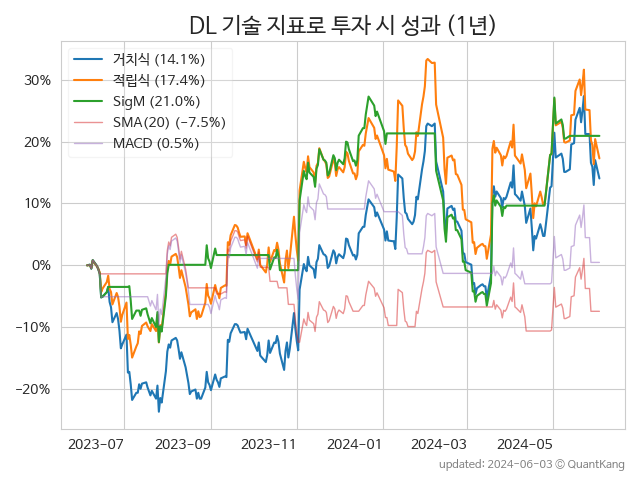 DL 기술 지표로 투자 시 성과 (1년)
거치식 (14.1%)
적립식 (17.4%)
SigM (21.0%)
SMA(20) (−7.5%)
MACD (0.5%)
30%
20%
10%
0%
−10%
−20%
2023-07 2023-09 2023-11 2024-01 2024-03 2024-05
updated: 2024-06-03 ⓒ QuantKang